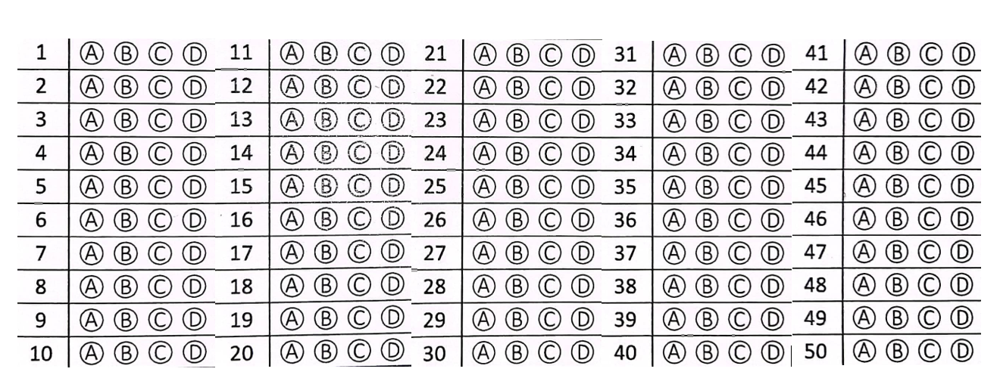 1 Ⓐ Ⓑ Ⓒ Ⓓ 11 Ⓐ Ⓑ Ⓒ Ⓓ 21 Ⓐ Ⓑ Ⓒ Ⓓ 31 Ⓐ Ⓑ Ⓒ Ⓓ 41 Ⓐ Ⓑ Ⓒ Ⓓ
2 Ⓐ Ⓑ Ⓒ Ⓓ 12 Ⓐ Ⓑ Ⓒ Ⓓ 22 Ⓐ Ⓑ Ⓒ Ⓓ 32 Ⓐ Ⓑ Ⓒ Ⓓ 42 Ⓐ Ⓑ Ⓒ Ⓓ
3 Ⓐ Ⓑ Ⓒ Ⓓ 13 Ⓐ Ⓑ Ⓒ Ⓓ 23 Ⓐ Ⓑ Ⓒ Ⓓ 33 Ⓐ Ⓑ Ⓒ Ⓓ 43 Ⓐ Ⓑ Ⓒ Ⓓ
4 Ⓐ Ⓑ Ⓒ Ⓓ 14 Ⓐ Ⓑ Ⓒ Ⓓ 24 Ⓐ Ⓑ Ⓒ Ⓓ 34 Ⓐ Ⓑ Ⓒ Ⓓ 44 Ⓐ Ⓑ Ⓒ Ⓓ
5 Ⓐ Ⓑ Ⓒ Ⓓ 15 Ⓐ Ⓑ Ⓒ Ⓓ 25 Ⓐ Ⓑ Ⓒ Ⓓ 35 Ⓐ Ⓑ Ⓒ Ⓓ 45 Ⓐ Ⓑ Ⓒ Ⓓ
6 Ⓐ Ⓑ Ⓒ Ⓓ 16 Ⓐ Ⓑ Ⓒ Ⓓ 26 Ⓐ Ⓑ Ⓒ Ⓓ 36 Ⓐ Ⓑ Ⓒ Ⓓ 46 Ⓐ Ⓑ Ⓒ Ⓓ
7 Ⓐ Ⓑ Ⓒ Ⓓ 17 Ⓐ Ⓑ Ⓒ Ⓓ 27 Ⓐ Ⓑ Ⓒ Ⓓ 37 Ⓐ Ⓑ Ⓒ Ⓓ 47 Ⓐ Ⓑ Ⓒ Ⓓ
8 Ⓐ Ⓑ Ⓒ Ⓓ 18 Ⓐ Ⓑ Ⓒ Ⓓ 28 Ⓐ Ⓑ Ⓒ Ⓓ 38 Ⓐ Ⓑ Ⓒ Ⓓ 48 Ⓐ Ⓑ Ⓒ Ⓓ
9 Ⓐ Ⓑ Ⓒ Ⓓ 19 Ⓐ Ⓑ Ⓒ Ⓓ 29 Ⓐ Ⓑ Ⓒ Ⓓ 39 Ⓐ Ⓑ Ⓒ Ⓓ 49 Ⓐ Ⓑ Ⓒ Ⓓ
10 Ⓐ Ⓑ Ⓒ Ⓓ 20 Ⓐ Ⓑ Ⓒ Ⓓ 30 Ⓐ Ⓑ Ⓒ Ⓓ 40 Ⓐ Ⓑ Ⓒ Ⓓ 50 Ⓐ Ⓑ Ⓒ Ⓓ